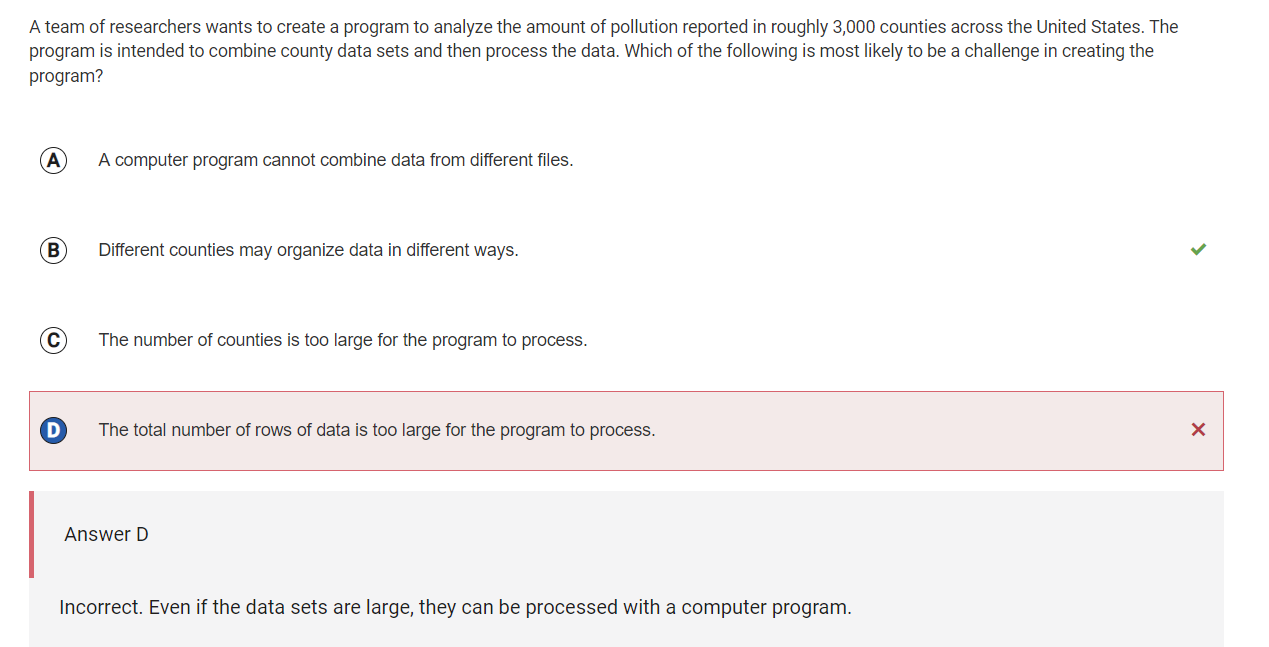 A team of researchers wants to create a program to analyze the amount of pollution reported in roughly 3,000 counties across the United States. The
program is intended to combine county data sets and then process the data. Which of the following is most likely to be a challenge in creating the
program?
A A computer program cannot combine data from different files.
B Different counties may organize data in different ways.
C The number of counties is too large for the program to process.
D The total number of rows of data is too large for the program to process.
Answer D
Incorrect. Even if the data sets are large, they can be processed with a computer program.